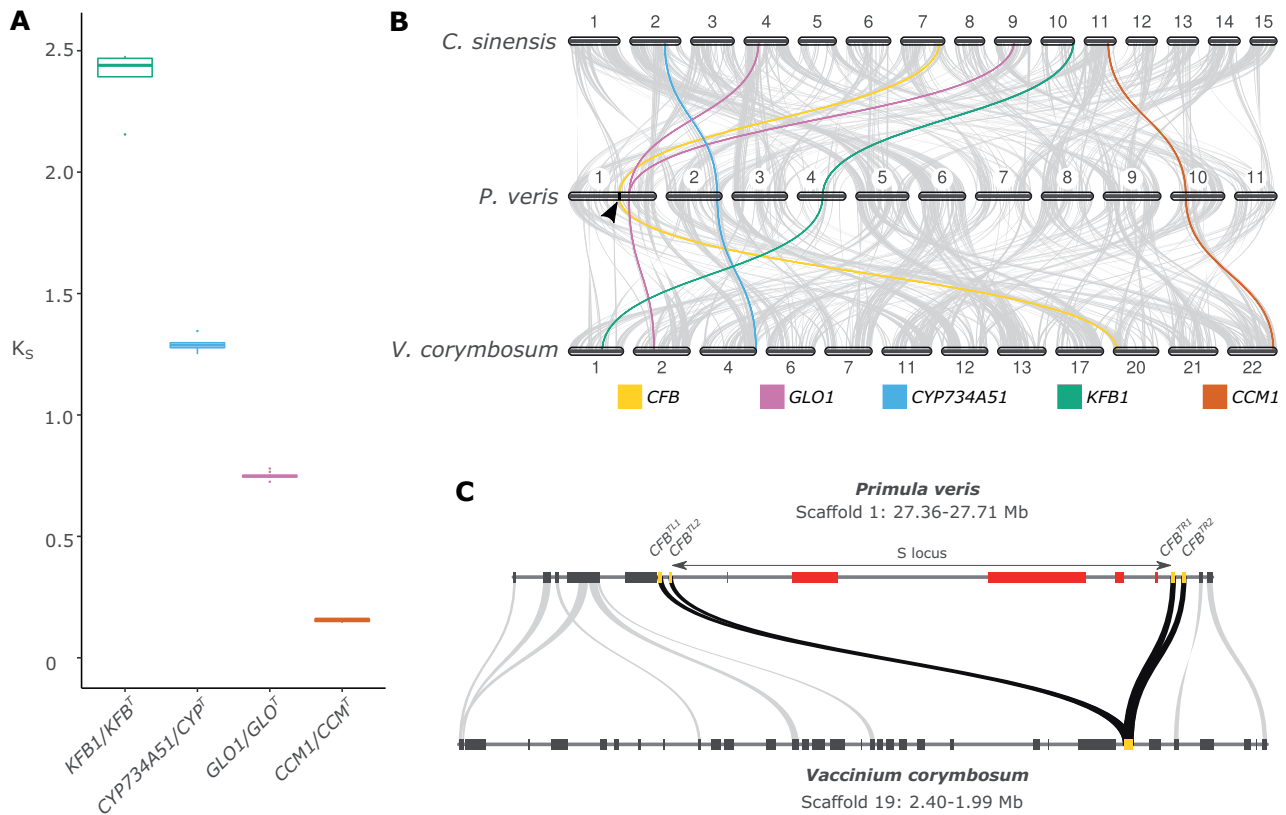 A
2.5
2.0
1.5
K_S
1.0
0.5
0
KFB1/KFB^T
CYP734A51/CYP^T
GLO1/GLO^T
CCM1/CCM^T
B
1 2 3 4 5 6 7 8 9 10 11 12 13 14 15
C. sinensis
1 2 3 4 5 6 7 8 9 10 11
P. veris
V. corymbosum
1 2 4 6 7 11 12 13 17 20 21 22
CFB GLO1 CYP734A51 KFB1 CCM1
C
Primula veris
Scaffold 1: 27.36-27.71 Mb
CFB^TL1 CFB^TL2 CFB^TR1 CFB^TR2
S locus
Vaccinium corymbosum
Scaffold 19: 2.40-1.99 Mb